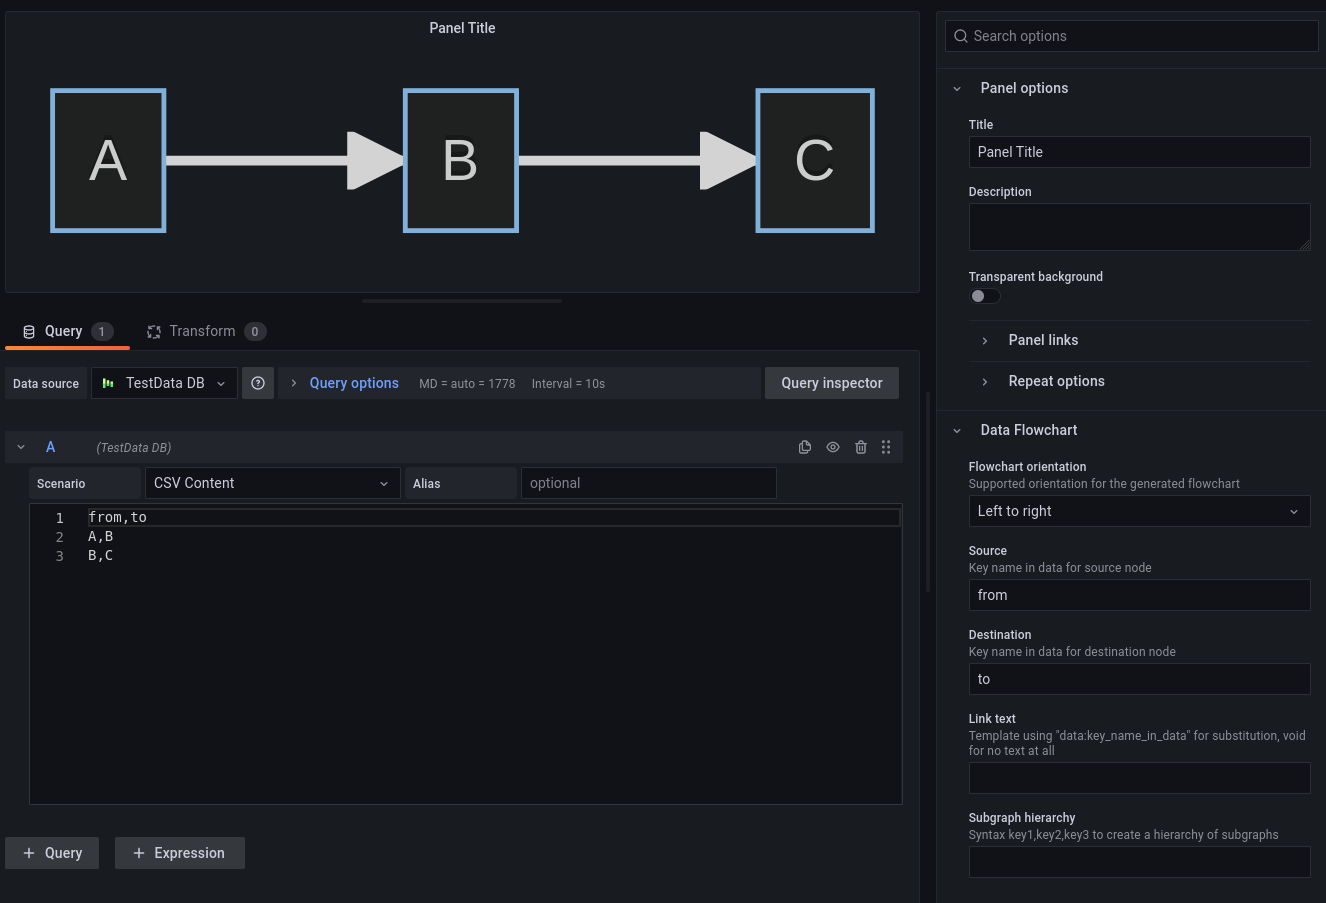 Panel Title
A
B
C
Query 1
Transform 0
Data source
TestData DB
Query options
MD = auto = 1778
Interval = 10s
Query inspector
A
(TestData DB)
Scenario
CSV Content
Alias
optional
1 from,to
2 A,B
3 B,C
Query
Expression
Search options
Panel options
Title
Panel Title
Description
Transparent background
Panel links
Repeat options
Data Flowchart
Flowchart orientation
Supported orientation for the generated flowchart
Left to right
Source
Key name in data for source node
from
Destination
Key name in data for destination node
to
Link text
Template using "data:key_name_in_data" for substitution, void
for no text at all
Subgraph hierarchy
Syntax key1,key2,key3 to create a hierarchy of subgraphs